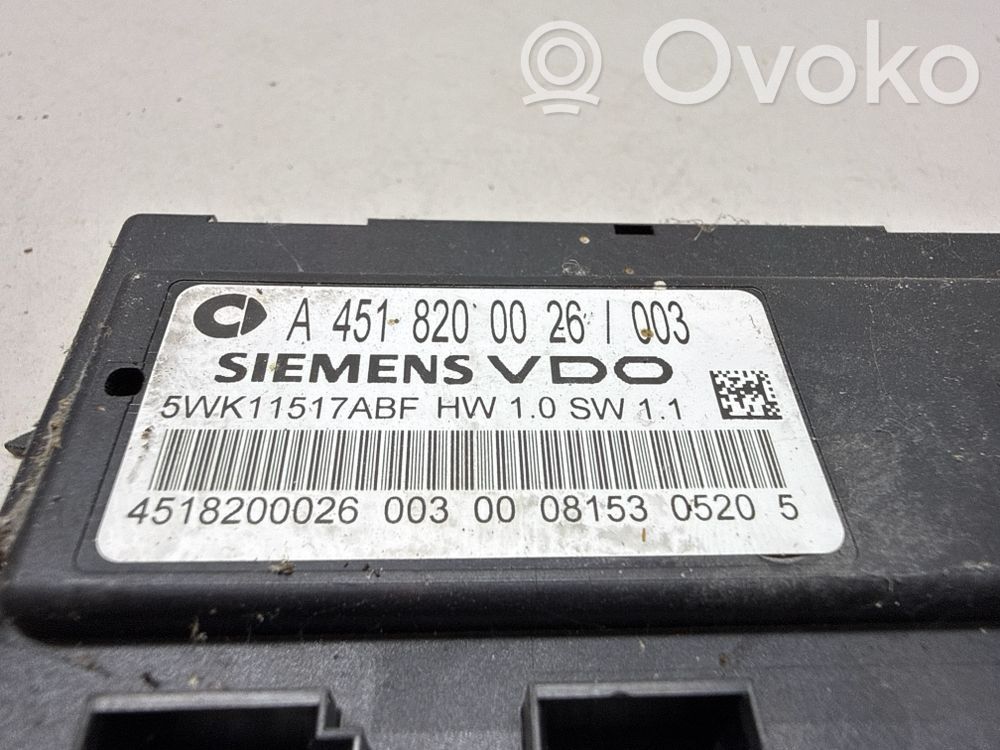 Ovoko
A 451 820 00 26 / 003
SIEMENS VDO
5WK11517ABF HW 1.0 SW 1.1
4518200026 003 00 08153 0520 5